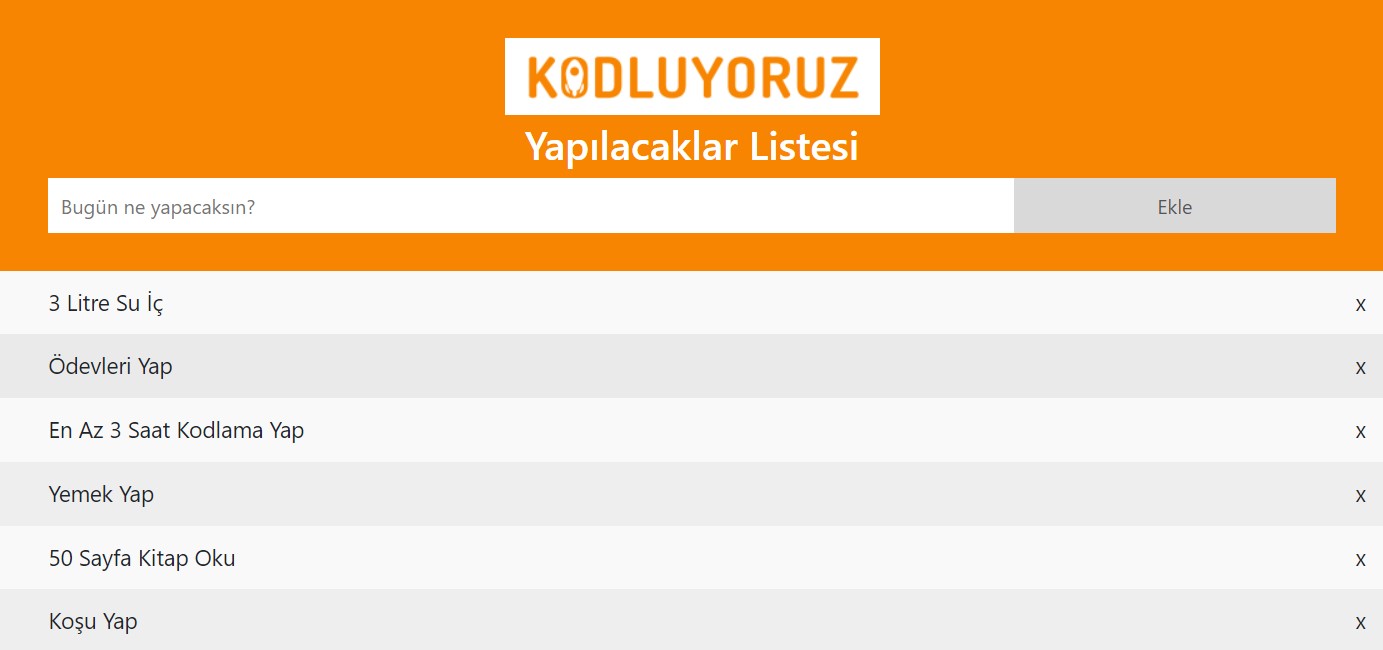 KODLUYORUZ
Yapılacaklar Listesi
Bugün ne yapacaksın?
Ekle
3 Litre Su İç
x
Ödevleri Yap
x
En Az 3 Saat Kodlama Yap
x
Yemek Yap
x
50 Sayfa Kitap Oku
x
Koşu Yap
x